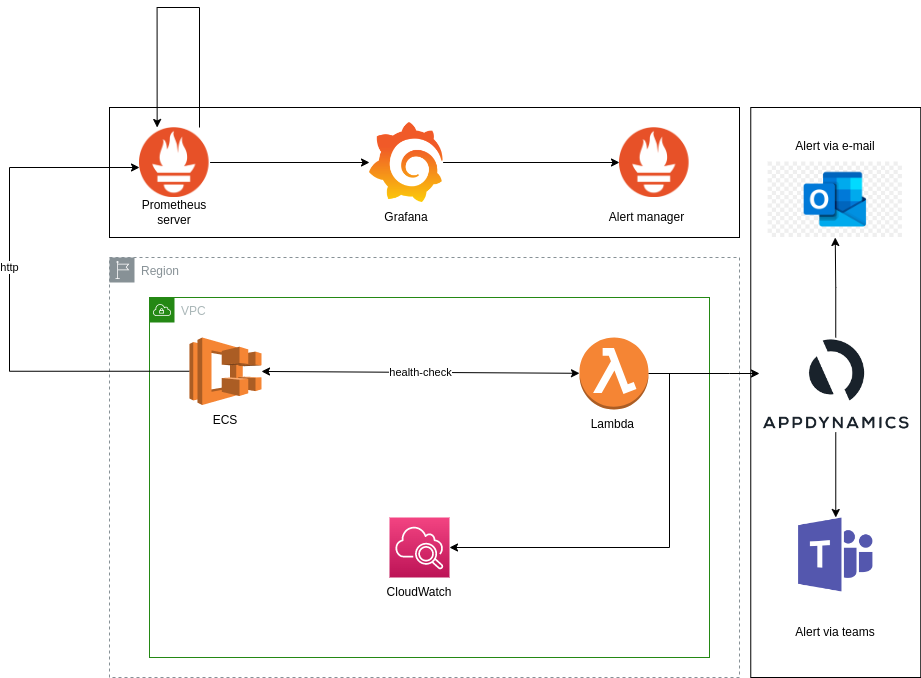 Alert via e-mail
O
Prometheus
server
Grafana
Alert manager
http
Region
VPC
health-check
ECS
Lambda
APPDYNAMICS
T
CloudWatch
Alert via teams